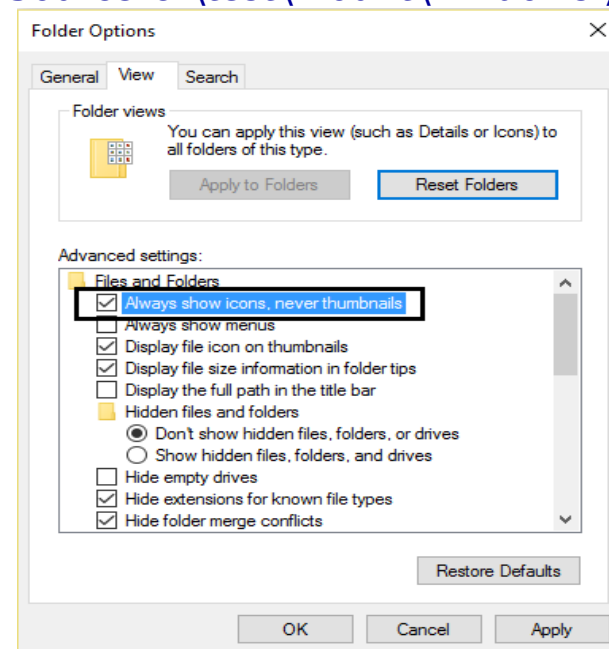 Folder Options
General View Search
Folder views
You can apply this view (such as Details or Icons) to
all folders of this type.
Apply to Folders Reset Folders
Advanced settings:
Files and Folders
Always show icons, never thumbnails
Always show menus
Display file icon on thumbnails
Display file size information in folder tips
Display the full path in the title bar
Hidden files and folders
Don't show hidden files, folders, or drives
Show hidden files, folders, and drives
Hide empty drives
Hide extensions for known file types
Hide folder merge conflicts
Restore Defaults
OK Cancel Apply